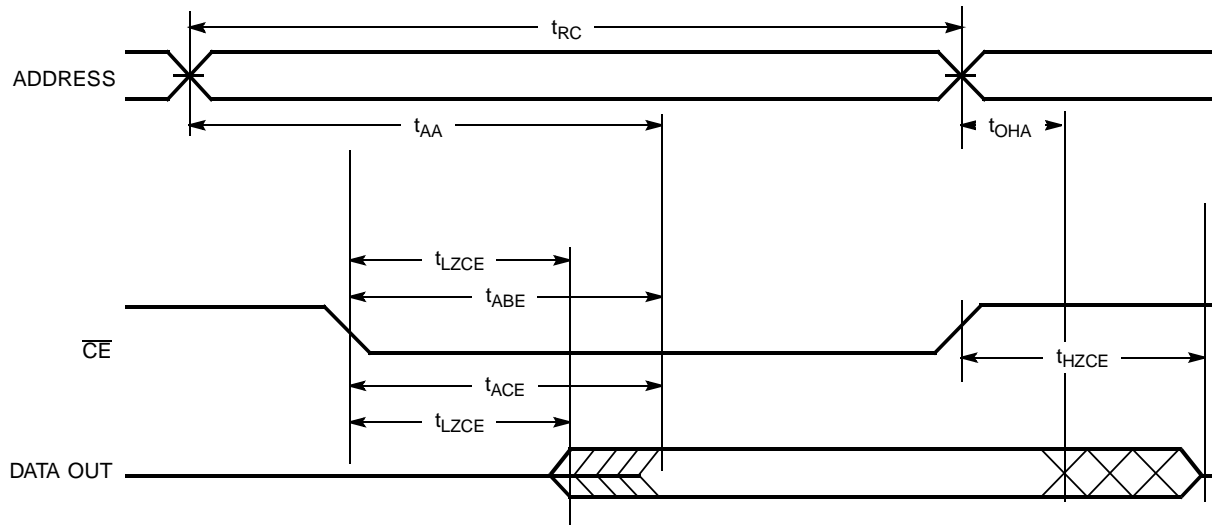 tRC
ADDRESS
tAA
tOHA
tLZCE
tABE
CE
tHZCE
tACE
tLZCE
DATA OUT